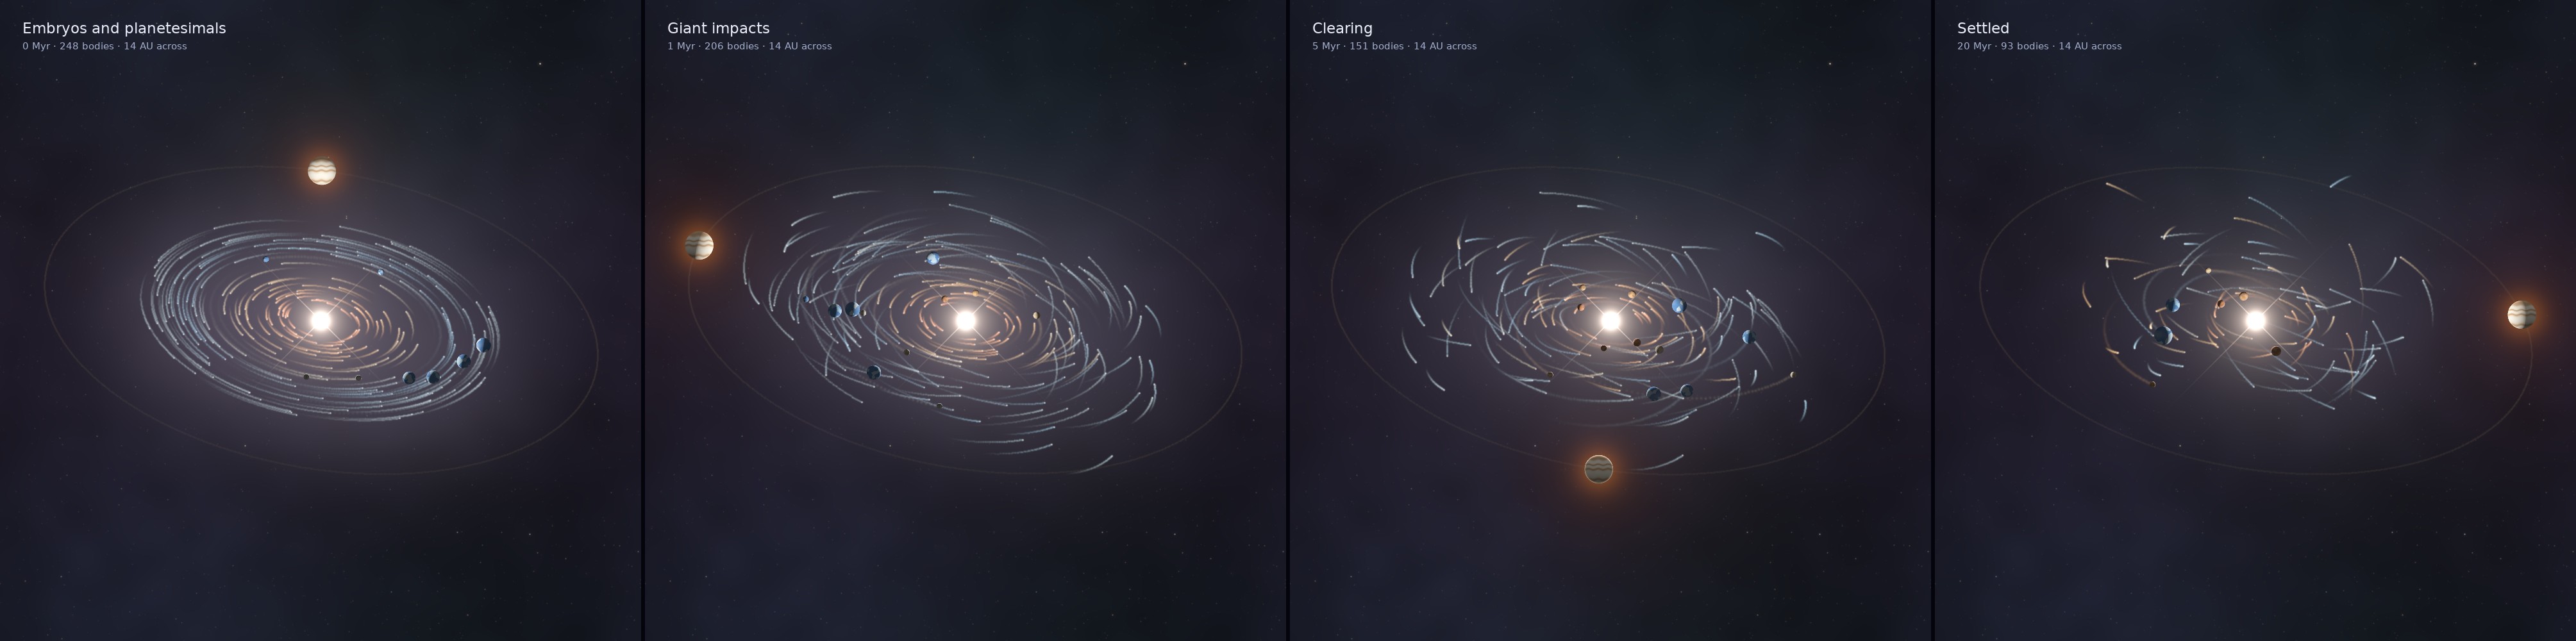 Embryos and planetesimals
0 Myr · 248 bodies · 14 AU across
Giant impacts
1 Myr · 206 bodies · 14 AU across
Clearing
5 Myr · 151 bodies · 14 AU across
Settled
20 Myr · 93 bodies · 14 AU across